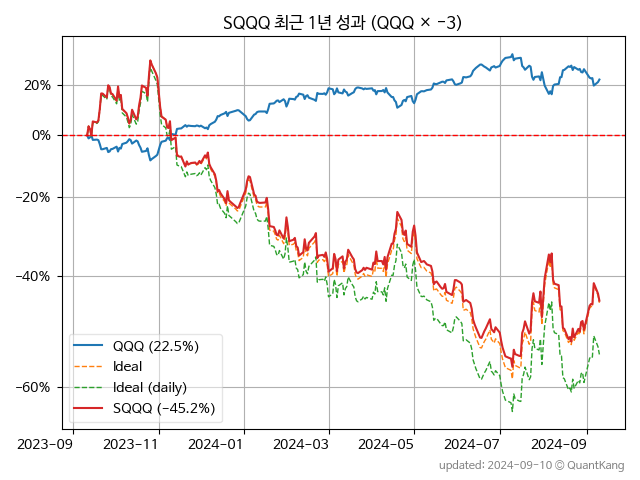 SQQQ 최근 1년 성과 (QQQ × −3)
20%
0%
−20%
−40%
−60%
QQQ (22.5%)
Ideal
Ideal (daily)
SQQQ (−45.2%)
2023−09
2023−11
2024−01
2024−03
2024−05
2024−07
2024−09
updated: 2024−09−10 © QuantKang